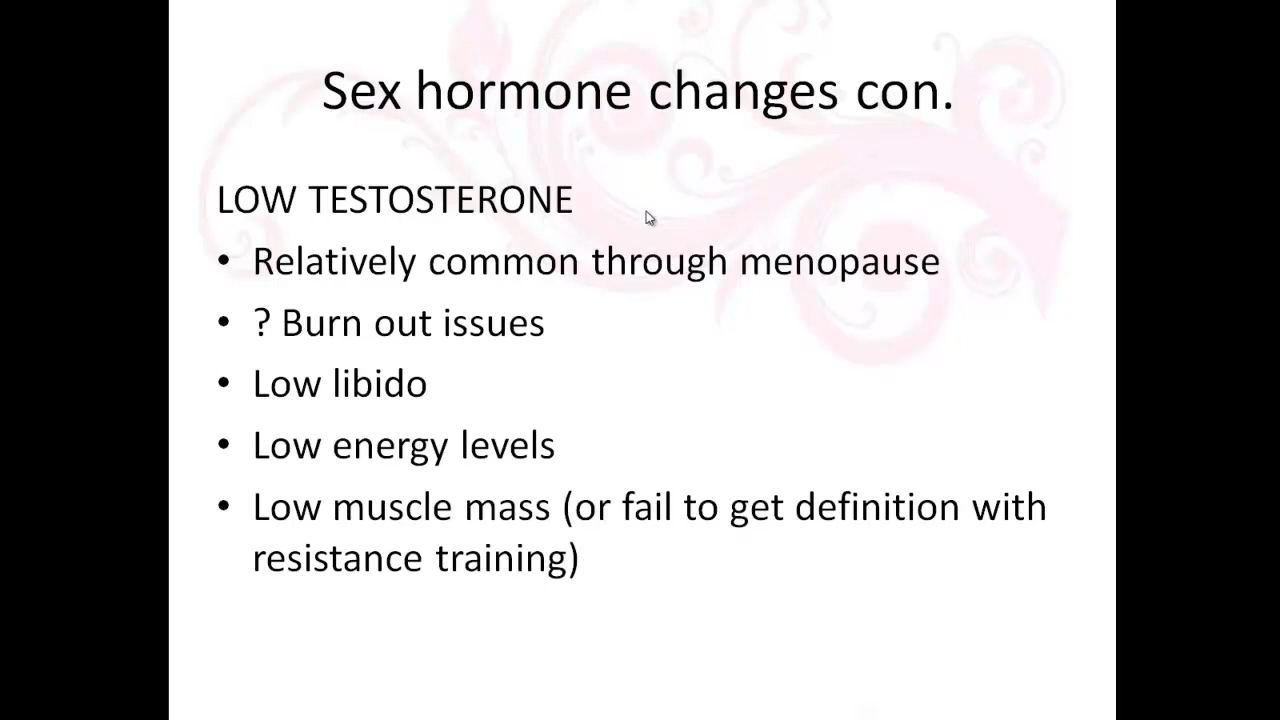 Sex hormone changes con.
LOW TESTOSTERONE
• Relatively common through menopause
• ? Burn out issues
• Low libido
• Low energy levels
• Low muscle mass (or fail to get definition with
resistance training)